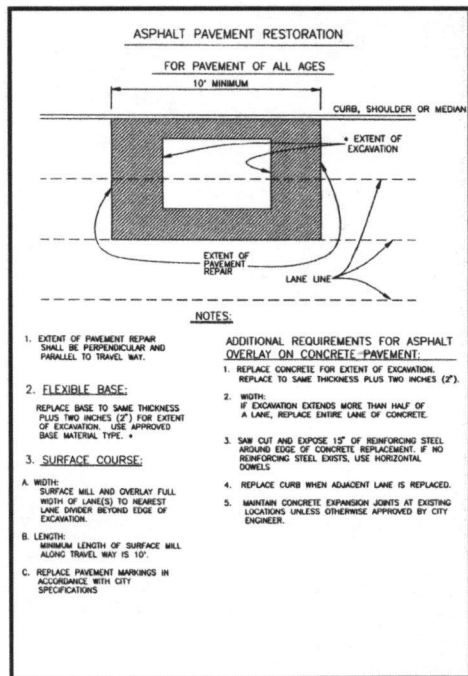 ASPHALT PAVEMENT RESTORATION
FOR PAVEMENT OF ALL AGES
10' MINIMUM
CURB, SHOULDER OR MEDIAN
* EXTENT OF
EXCAVATION
EXTENT OF
PAVEMENT
REPAIR
LANE LINE
NOTES:
1. EXTENT OF PAVEMENT REPAIR
SHALL BE PERPENDICULAR AND
PARALLEL TO TRAVEL WAY.
2. FLEXIBLE BASE:
REPLACE BASE TO SAME THICKNESS
PLUS TWO INCHES (2") FOR EXTENT
OF EXCAVATION. USE APPROVED
BASE MATERIAL TYPE. *
3. SURFACE COURSE:
A. WIDTH:
SURFACE MILL AND OVERLAY FULL
WIDTH OF LANE(S) TO NEAREST
LANE DIVIDER BEYOND EDGE OF
EXCAVATION.
B. LENGTH:
MINIMUM LENGTH OF SURFACE MILL
ALONG TRAVEL WAY IS 10'.
C. REPLACE PAVEMENT MARKINGS IN
ACCORDANCE WITH CITY
SPECIFICATIONS
ADDITIONAL REQUIREMENTS FOR ASPHALT
OVERLAY ON CONCRETE PAVEMENT:
1. REPLACE CONCRETE FOR EXTENT OF EXCAVATION.
REPLACE TO SAME THICKNESS PLUS TWO INCHES (2").
2. WIDTH:
IF EXCAVATION EXTENDS MORE THAN HALF OF
A LANE, REPLACE ENTIRE LANE OF CONCRETE.
3. SAW CUT AND EXPOSE 15" OF REINFORCING STEEL
AROUND EDGE OF CONCRETE REPLACEMENT. IF NO
REINFORCING STEEL EXISTS, USE HORIZONTAL
DOWELS
4. REPLACE CURB WHEN ADJACENT LANE IS REPLACED.
5. MAINTAIN CONCRETE EXPANSION JOINTS AT EXISTING
LOCATIONS UNLESS OTHERWISE APPROVED BY CITY
ENGINEER.